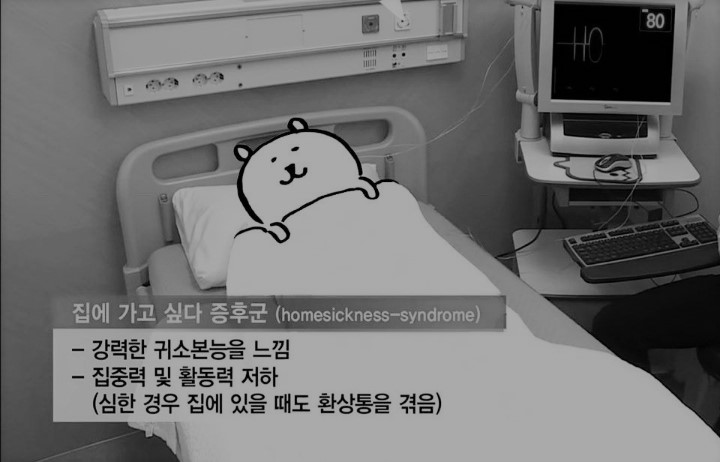 80
집에 가고 싶다 증후군 (homesickness-syndrome)
- 강력한 귀소본능을 느낌
- 집중력 및 활동력 저하
(심한 경우 집에 있을 때도 환상통을 겪음)